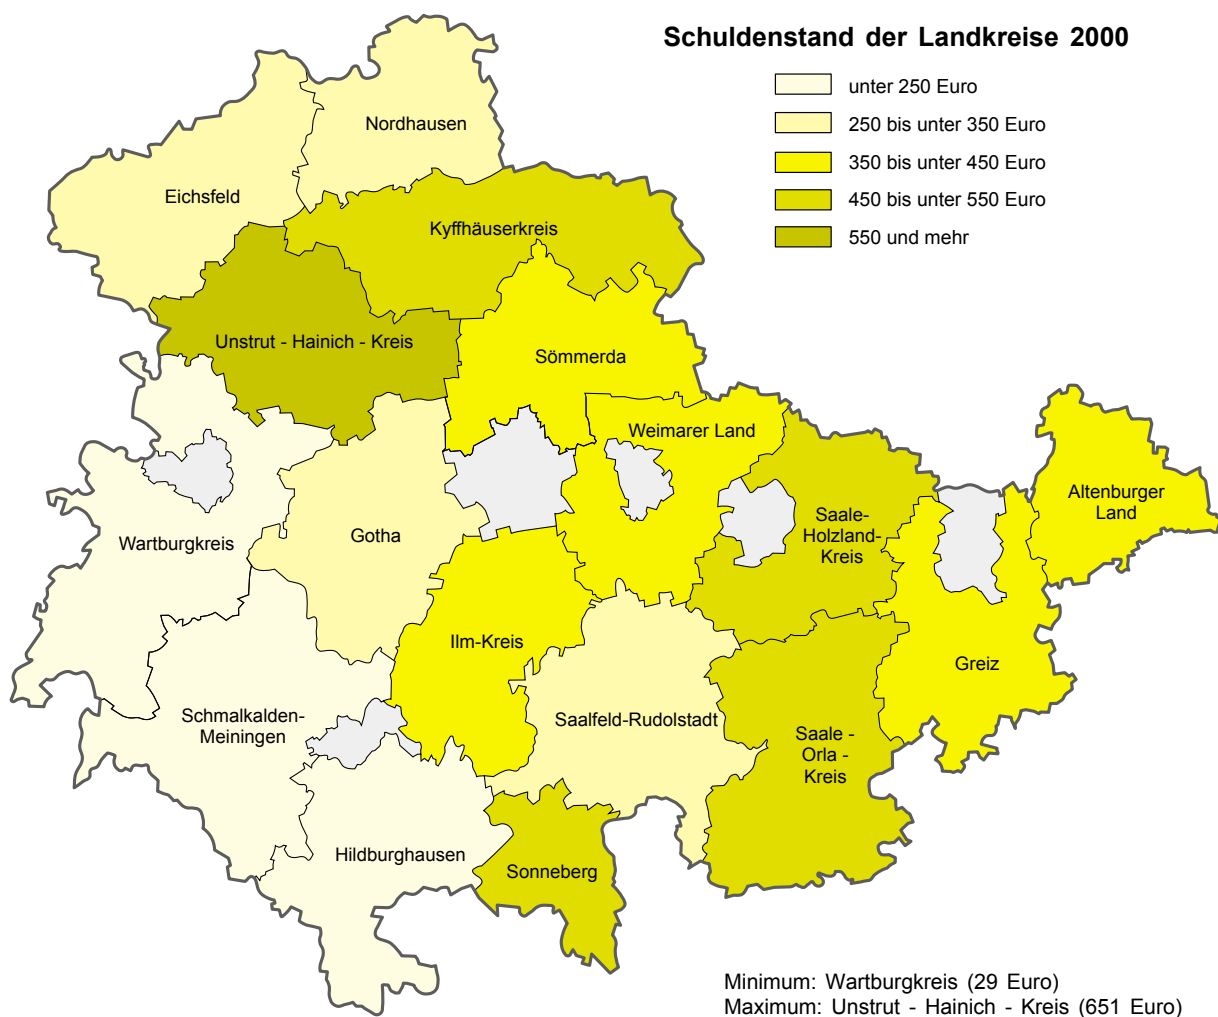 Schuldenstand der Landkreise 2000
unter 250 Euro
250 bis unter 350 Euro
350 bis unter 450 Euro
450 bis unter 550 Euro
550 und mehr
Nordhausen
Eichsfeld
Kyffhäuserkreis
Unstrut - Hainich - Kreis
Sömmerda
Weimarer Land
Altenburger
Land
Saale-
Holzland-
Kreis
Wartburgkreis
Gotha
Ilm-Kreis
Greiz
Schmalkalden-
Meiningen
Saalfeld-Rudolstadt
Saale -
Orla -
Kreis
Hildburghausen
Sonneberg
Minimum: Wartburgkreis (29 Euro)
Maximum: Unstrut - Hainich - Kreis (651 Euro)